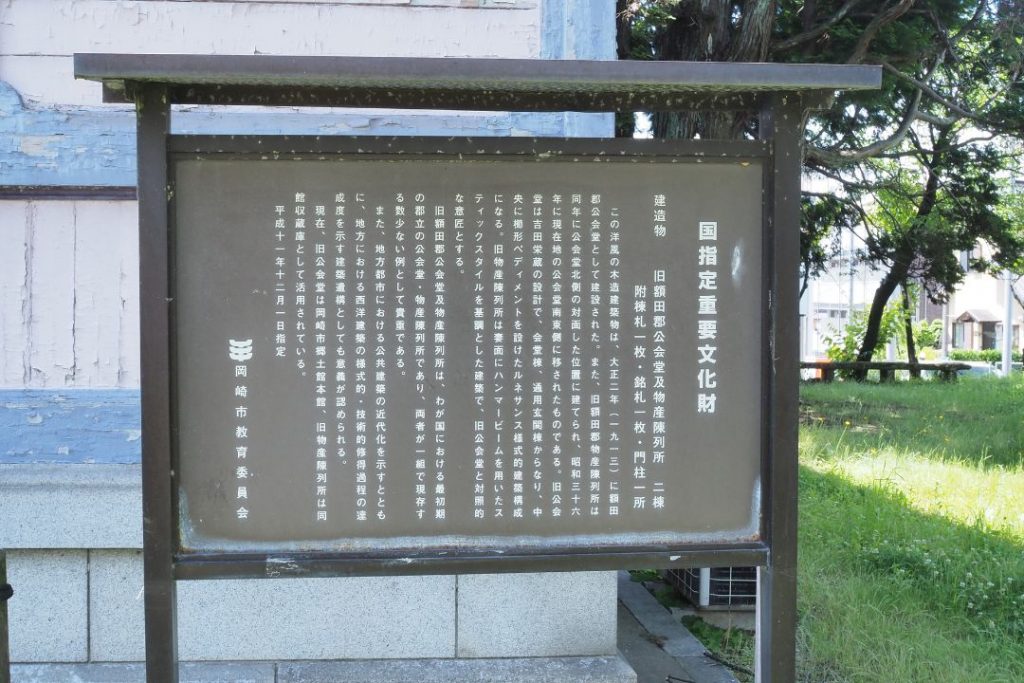 国指定重要文化財
建造物　旧額田郡公会堂及物産陳列所　二棟
附棟札一枚・銘札一枚・門柱一所
この洋風の木造建築物は、大正二年（一九一三）に額田
郡公会堂として建設された。また、旧額田郡物産陳列所は
同年に公会堂北側の対面した位置に建てられ、昭和三十六
年に現在地の公会堂南東側に移されたものである。旧公会
堂は吉田栄蔵の設計で、会堂棟、通用玄関棟からなり、中
央に櫛形ペディメントを設けたルネサンス様式的建築構成
になる。旧物産陳列所は妻面にハンマービームを用いたス
ティックスタイルを基調とした建築で、旧公会堂と対照的
な意匠とする。
旧額田郡公会堂及物産陳列所は、わが国における最初期
の郡立の公会堂・物産陳列所であり、両者が一組で現存す
る数少ない例として貴重である。
また、地方都市における公共建築の近代化を示すととも
に、地方における西洋建築の様式的・技術的修得過程の達
成度を示す建築遺構としても意義が認められる。
現在、旧公会堂は岡崎市郷土館本館、旧物産陳列所は同
館収蔵庫として活用されている。
平成十一年十二月一日指定
岡崎市教育委員会